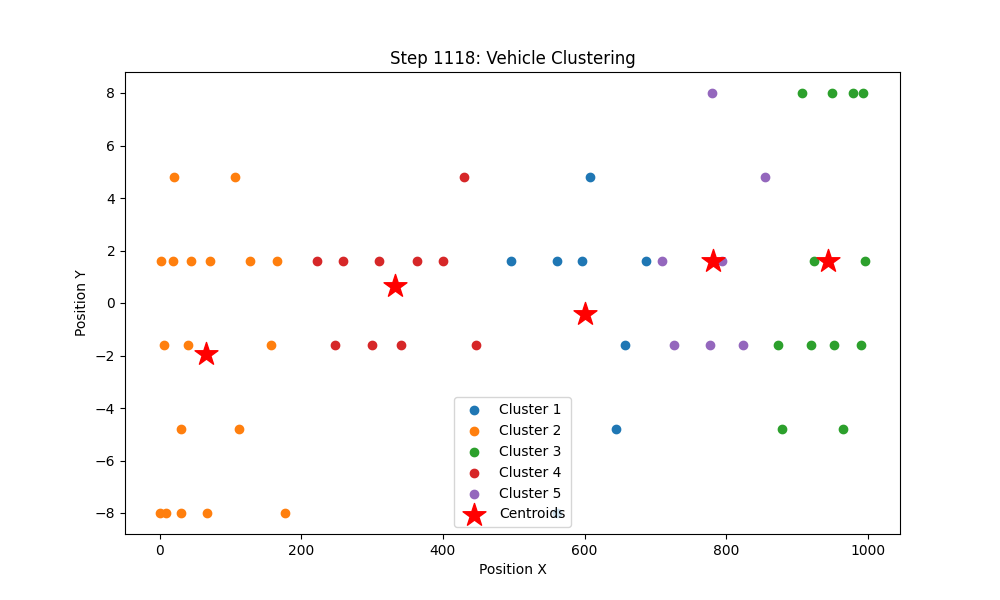 Step 1118: Vehicle Clustering
Position Y
8
6
4
2
0
−2
−4
−6
−8
Cluster 1
Cluster 2
Cluster 3
Cluster 4
Cluster 5
Centroids
0 200 400 600 800 1000
Position X